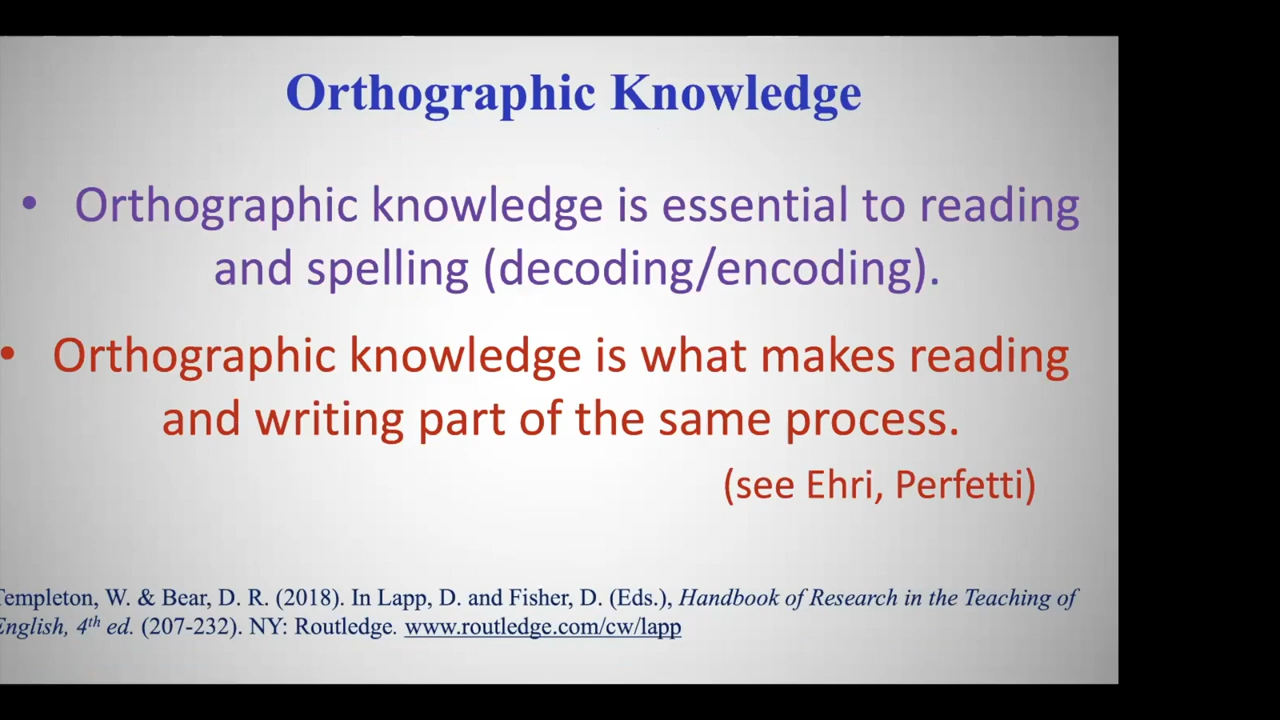 Orthographic Knowledge
• Orthographic knowledge is essential to reading
and spelling (decoding/encoding).
• Orthographic knowledge is what makes reading
and writing part of the same process.
(see Ehri, Perfetti)
Templeton, W. & Bear, D. R. (2018). In Lapp, D. and Fisher, D. (Eds.), Handbook of Research in the Teaching of
English, 4th ed. (207-232). NY: Routledge. www.routledge.com/cw/lapp